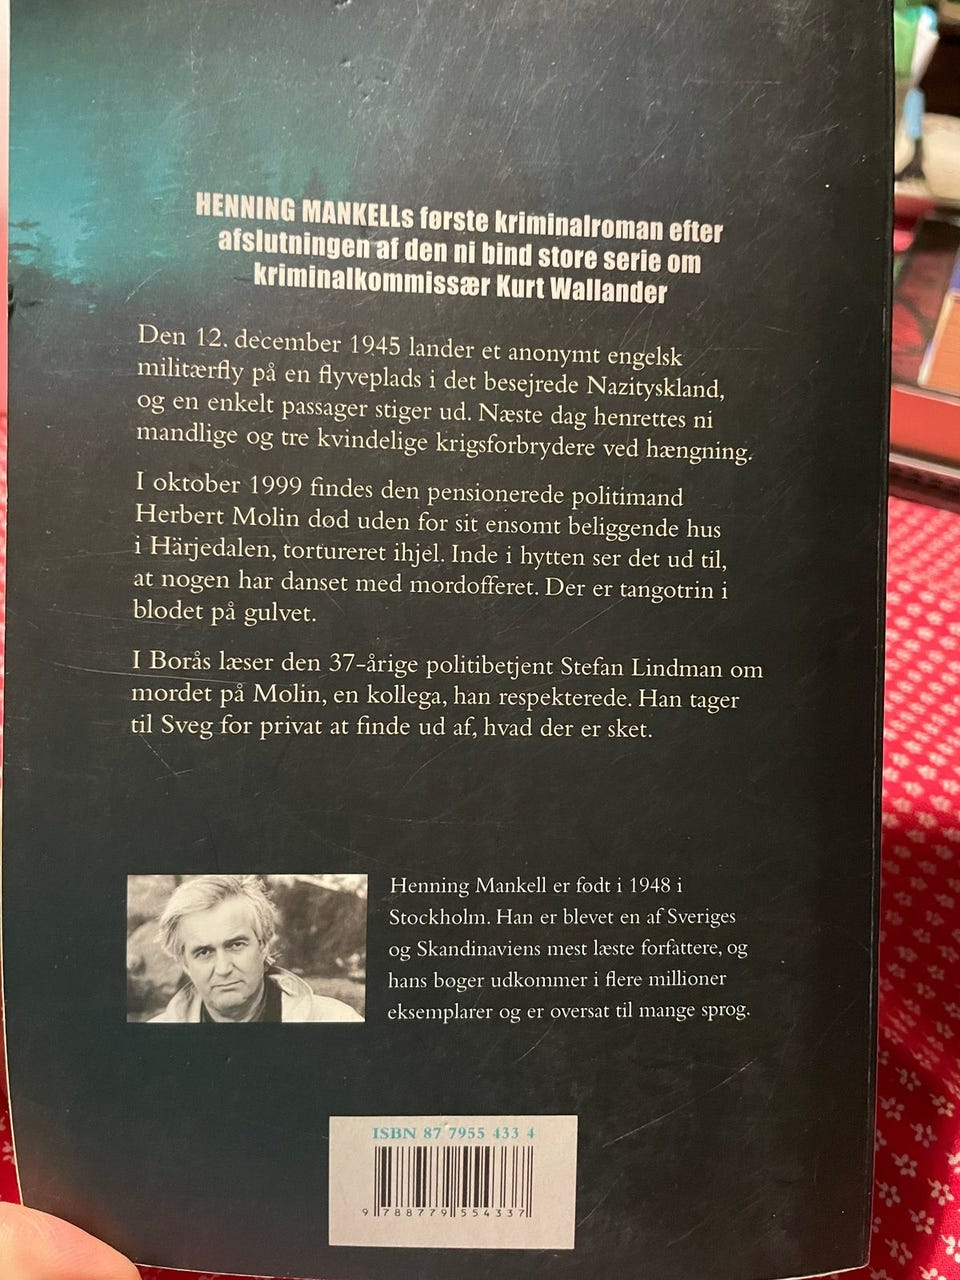 HENNING MANKELLs første kriminalroman efter
afslutningen af den ni bind store serie om
kriminalkommissær Kurt Wallander
Den 12. december 1945 lander et anonymt engelsk
militærfly på en flyveplads i det besejrede Nazityskland,
og en enkelt passager stiger ud. Næste dag henrettes ni
mandlige og tre kvindelige krigsforbrydere ved hængning.
I oktober 1999 findes den pensionerede politimand
Herbert Molin død uden for sit ensomt beliggende hus
i Härjedalen, tortureret ihjel. Inde i hytten ser det ud til,
at nogen har danset med mordofferet. Der er tangotrin i
blodet på gulvet.
I Borås læser den 37-årige politibetjent Stefan Lindman om
mordet på Molin, en kollega, han respekterede. Han tager
til Sveg for privat at finde ud af, hvad der er sket.
Henning Mankell er født i 1948 i
Stockholm. Han er blevet en af Sveriges
og Skandinaviens mest læste forfattere, og
hans bøger udkommer i flere millioner
eksemplarer og er oversat til mange sprog.
ISBN 87 7955 433 4
9 788779 554337